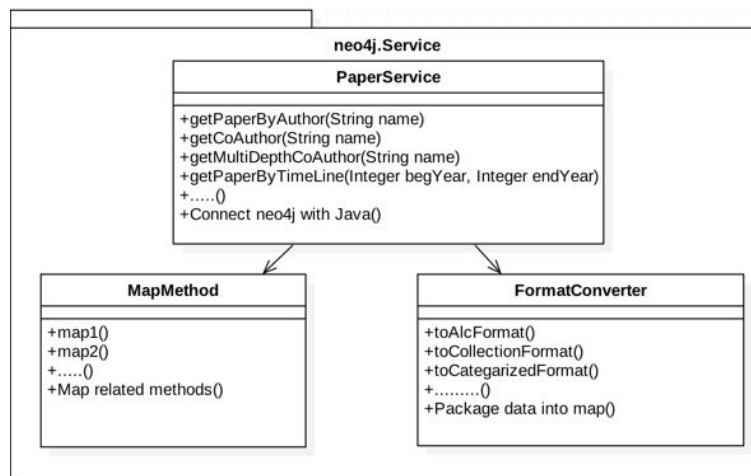 neo4j.Service
PaperService
+getPaperByAuthor(String name)
+getCoAuthor(String name)
+getMultiDepthCoAuthor(String name)
+getPaperByTimeLine(Integer begYear, Integer endYear)
+.....()
+Connect neo4j with Java()
MapMethod
+map1()
+map2()
+.....()
+Map related methods()
FormatConverter
+toAlcFormat()
+toCollectionFormat()
+toCategarizedFormat()
+.........()
+Package data into map()